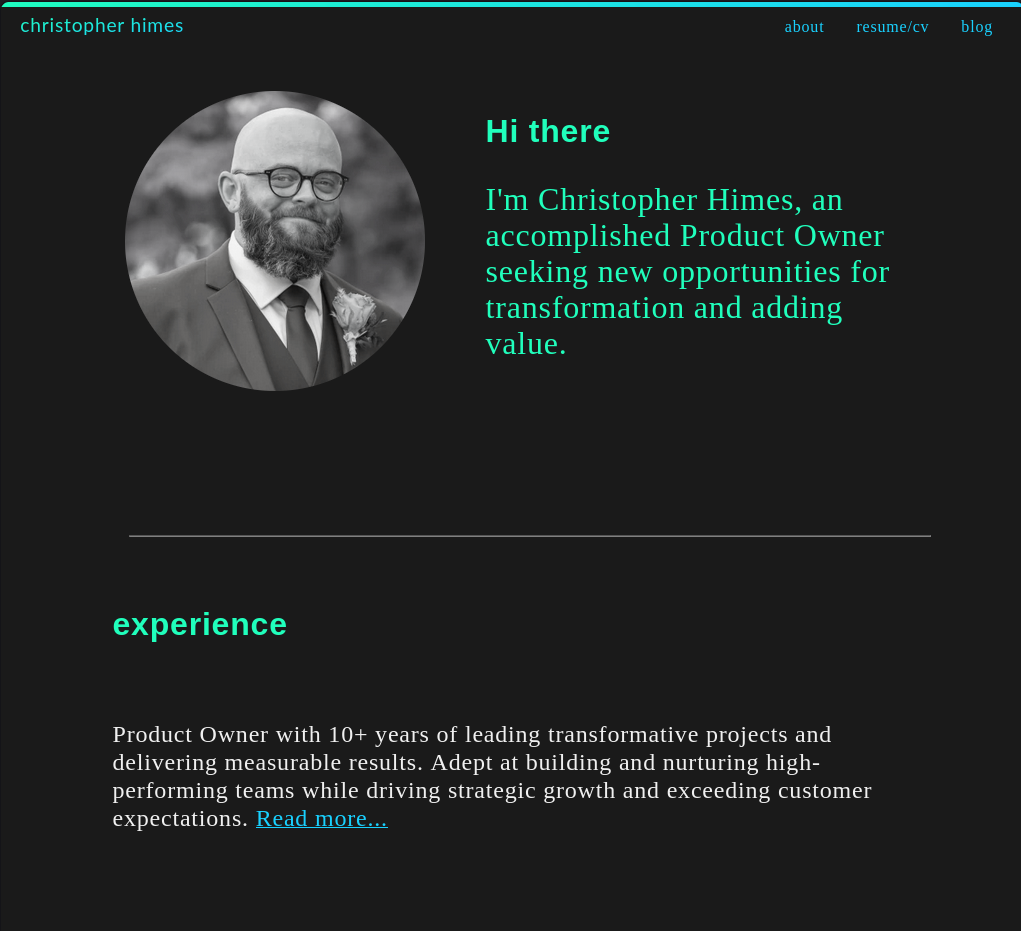 christopher himes
about resume/cv blog
Hi there
I'm Christopher Himes, an
accomplished Product Owner
seeking new opportunities for
transformation and adding
value.
experience
Product Owner with 10+ years of leading transformative projects and
delivering measurable results. Adept at building and nurturing high-
performing teams while driving strategic growth and exceeding customer
expectations. Read more...